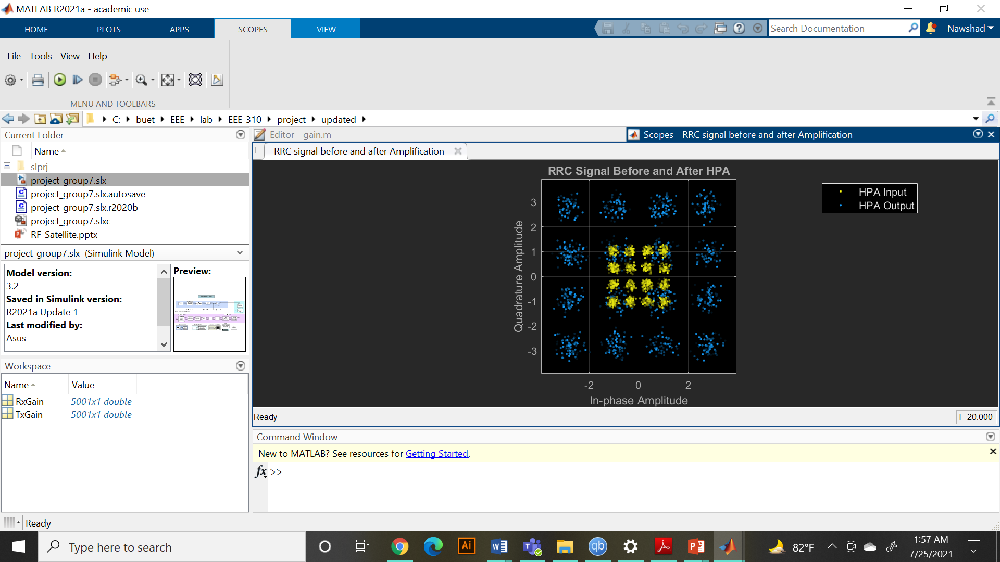 MATLAB R2021a - academic use
HOME PLOTS APPS SCOPES VIEW
Search Documentation
Nawshad
File Tools View Help
MENU AND TOOLBARS
C: buet EEE lab EEE_310 project updated
Current Folder
Name
slprj
project_group7.slx
project_group7.slx.autosave
project_group7.slx.r2020b
project_group7.slxc
RF_Satellite.pptx
project_group7.slx (Simulink Model)
Model version:
3.2
Saved in Simulink version:
R2021a Update 1
Last modified by:
Asus
Preview:
Workspace
Name Value
RxGain 5001x1 double
TxGain 5001x1 double
Editor - gain.m
Scopes - RRC signal before and after Amplification
RRC signal before and after Amplification
RRC Signal Before and After HPA
HPA Input
HPA Output
Quadrature Amplitude
3
2
1
0
-1
-2
-3
-2 0 2
In-phase Amplitude
Ready
T=20.000
Command Window
New to MATLAB? See resources for Getting Started.
fx >>
Ready
Type here to search
Ai
qb
82°F
1:57 AM
7/25/2021